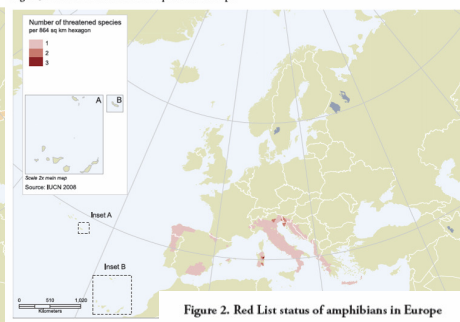 Number of threatened species
per 864 sq km hexagon
1
2
3
A
B
Scale 2x main map
Source: IUCN 2008
Inset A
Inset B
0 510 1,020
Kilometers
Figure 2. Red List status of amphibians in Europe